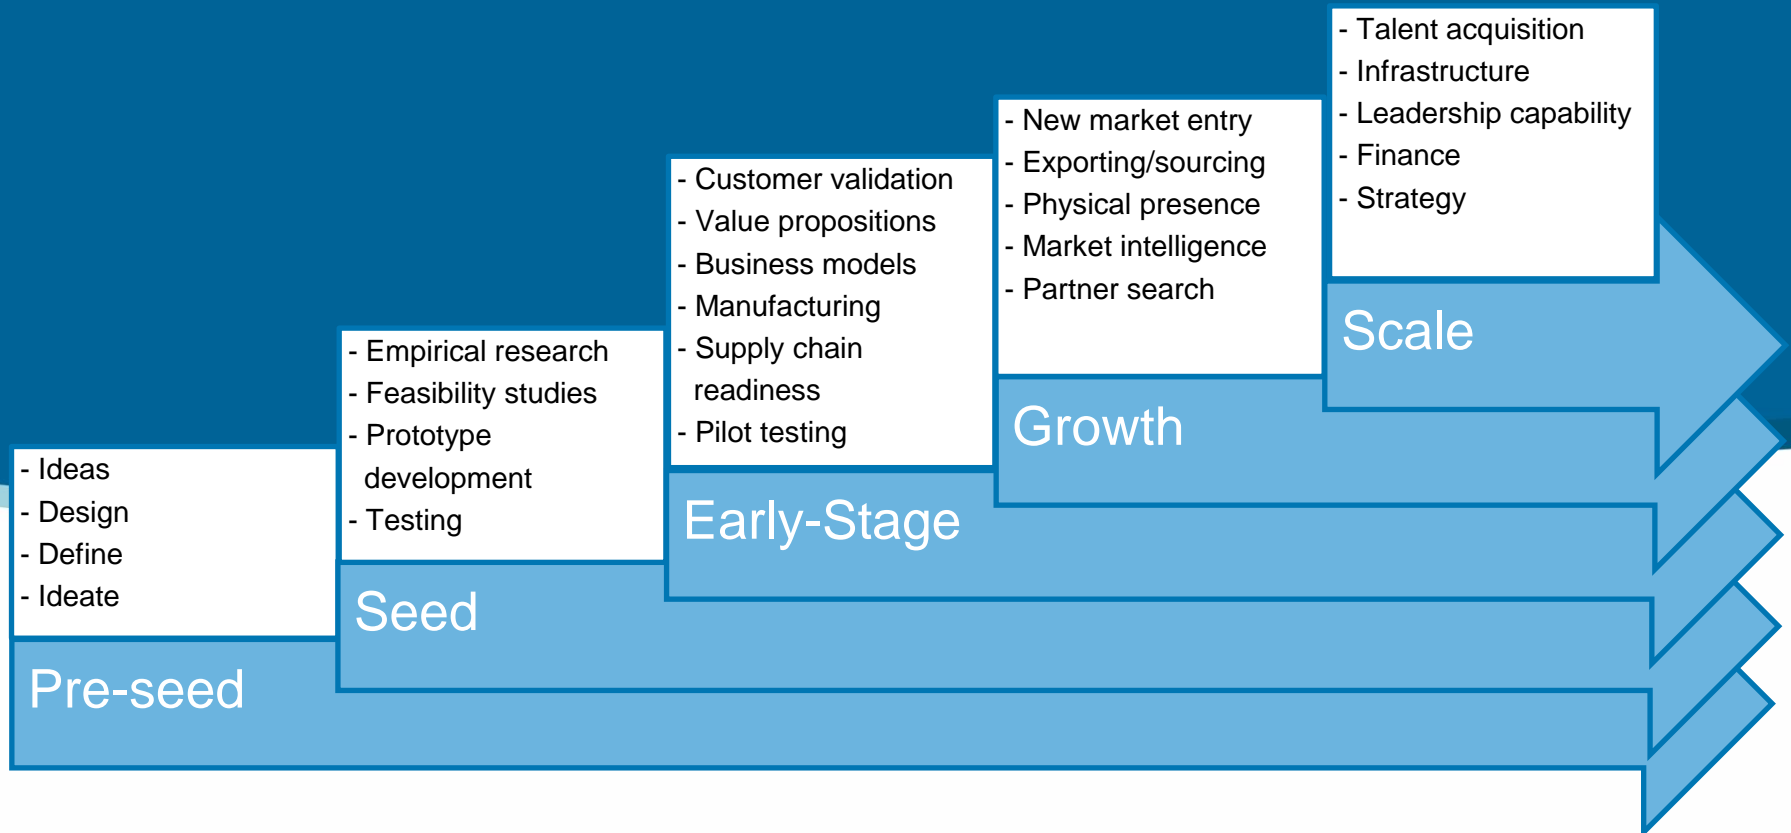 - Ideas
- Design
- Define
- Ideate
Pre-seed
- Empirical research
- Feasibility studies
- Prototype
development
- Testing
Seed
- Customer validation
- Value propositions
- Business models
- Manufacturing
- Supply chain
readiness
- Pilot testing
Early-Stage
- New market entry
- Exporting/sourcing
- Physical presence
- Market intelligence
- Partner search
Growth
- Talent acquisition
- Infrastructure
- Leadership capability
- Finance
- Strategy
Scale